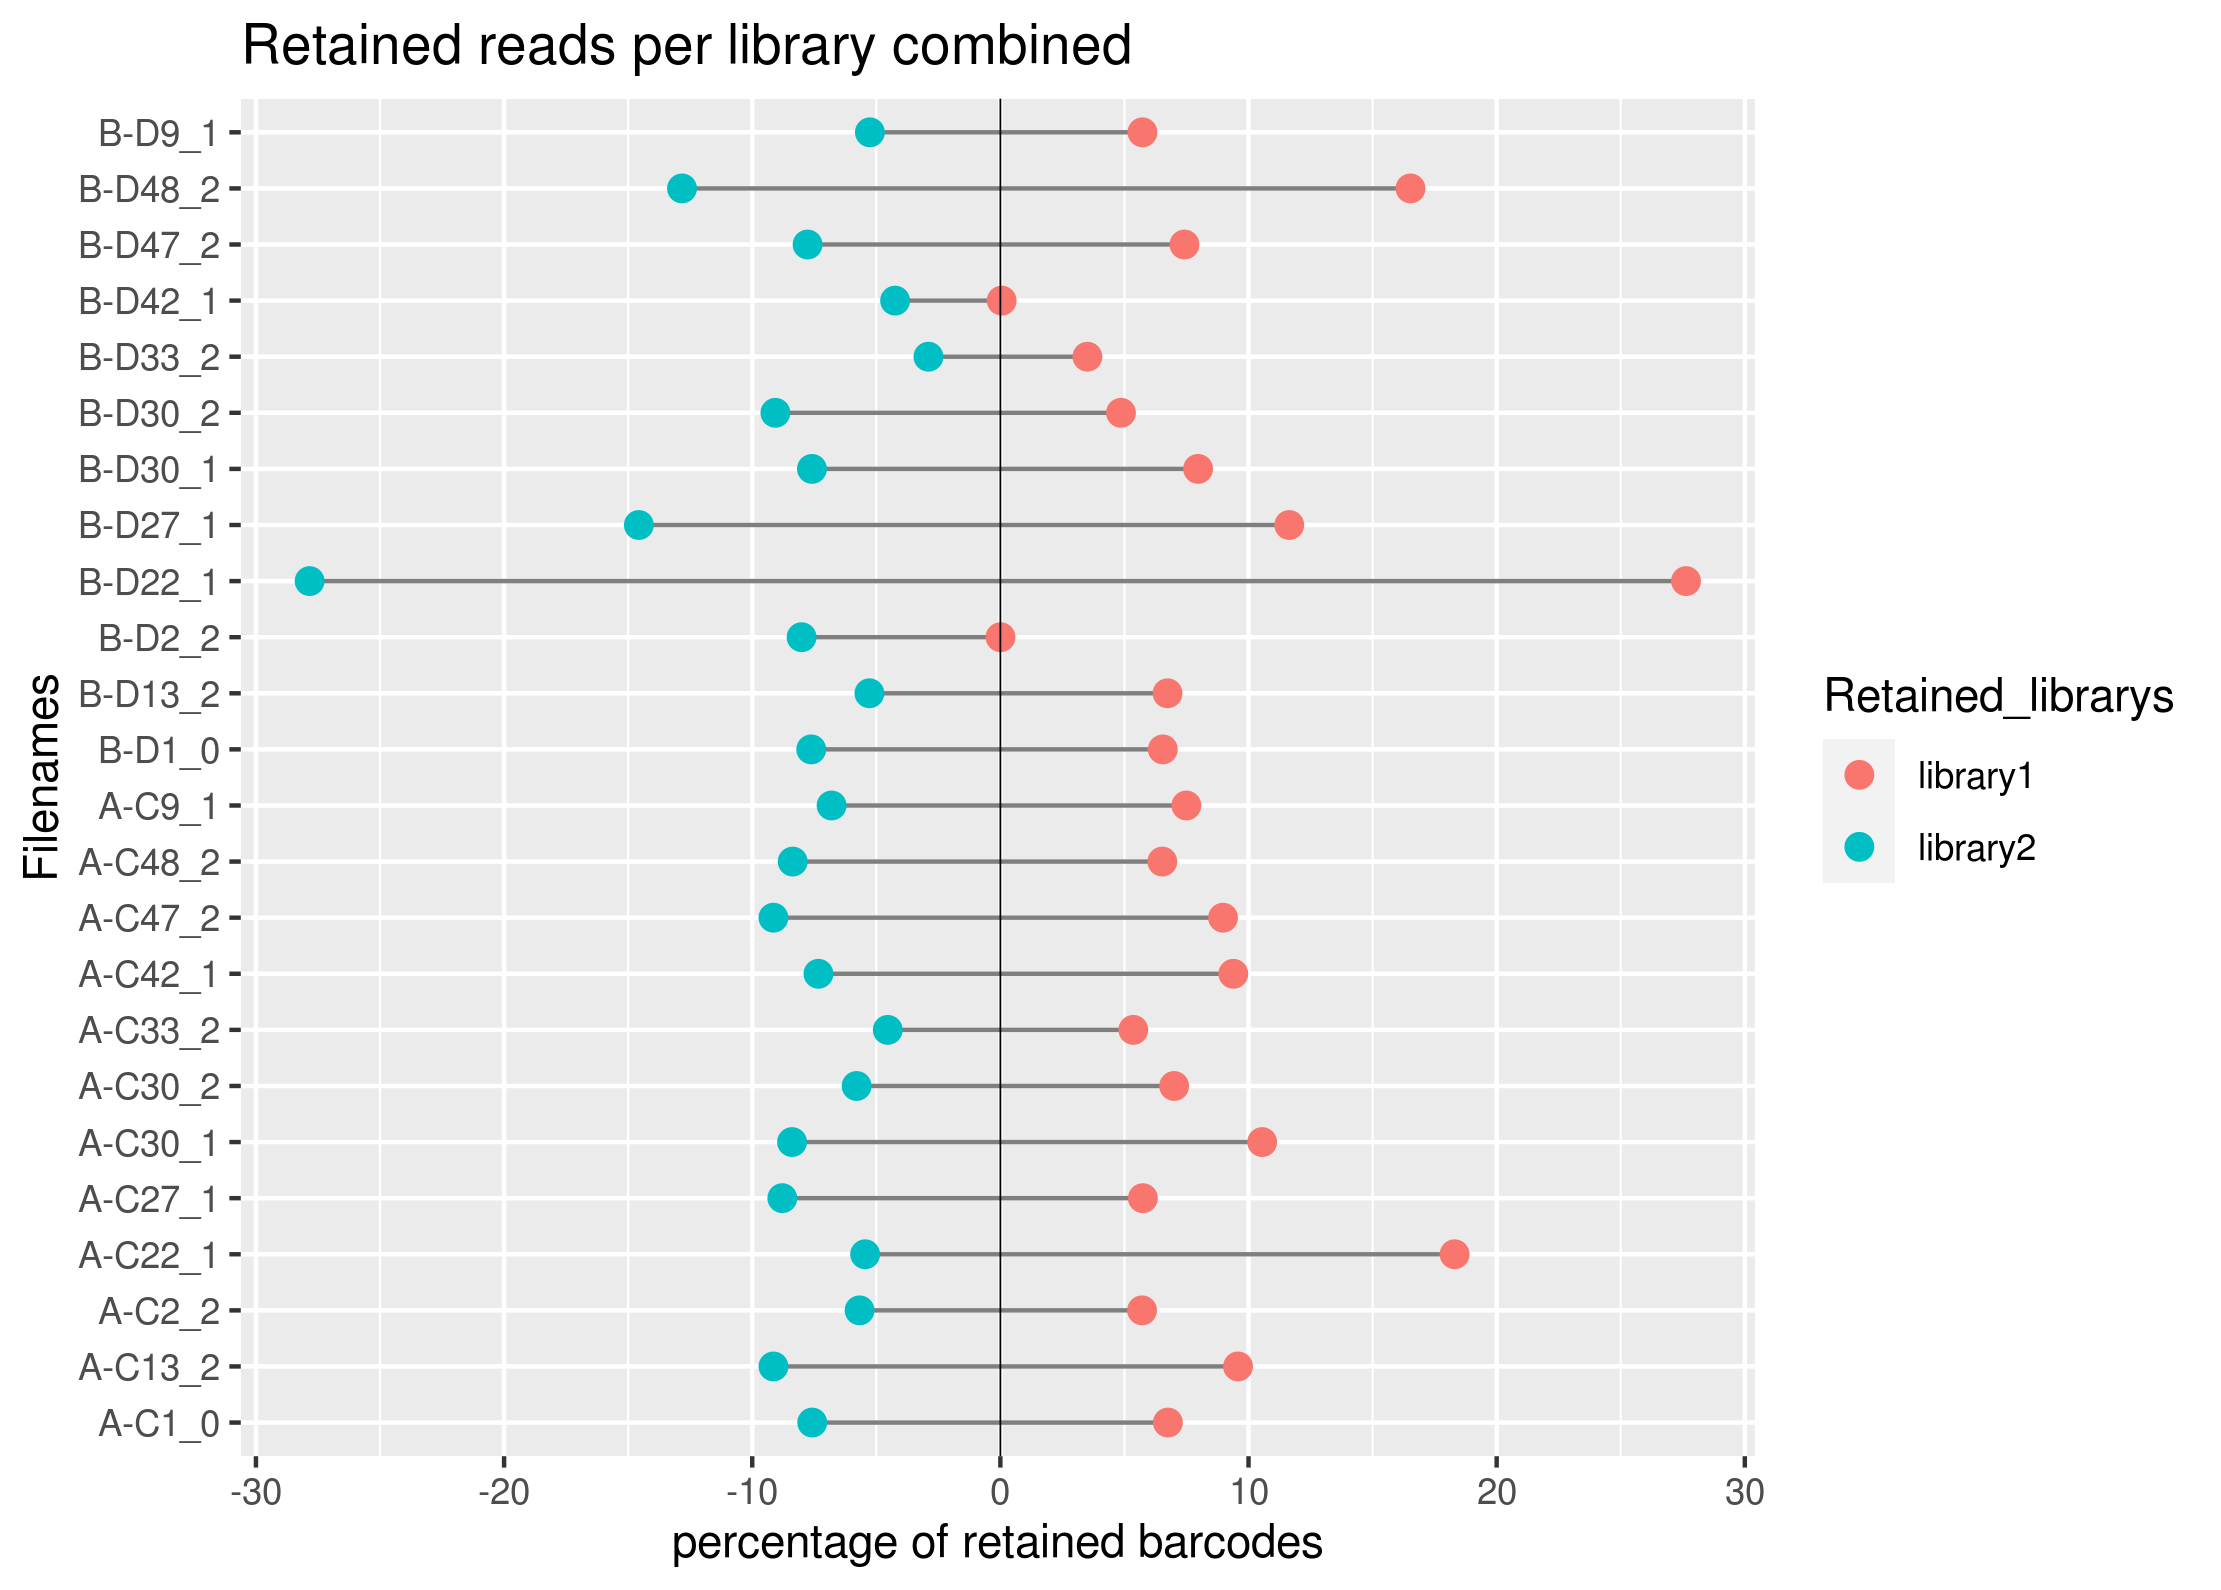 Retained reads per library combined
B-D9_1
B-D48_2
B-D47_2
B-D42_1
B-D33_2
B-D30_2
B-D30_1
B-D27_1
B-D22_1
B-D2_2
B-D13_2
B-D1_0
A-C9_1
A-C48_2
A-C47_2
A-C42_1
A-C33_2
A-C30_2
A-C30_1
A-C27_1
A-C22_1
A-C2_2
A-C13_2
A-C1_0
Filenames
-30 -20 -10 0 10 20 30
percentage of retained barcodes
Retained_librarys
library1
library2